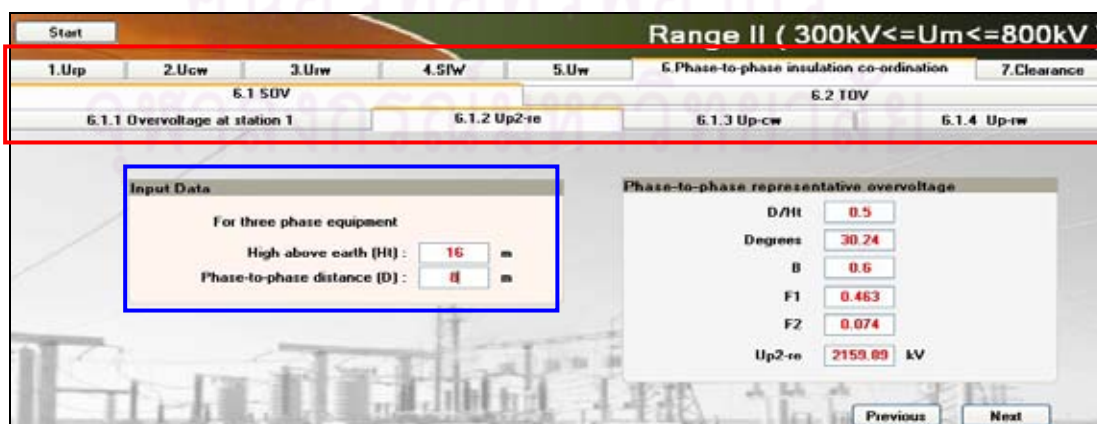 Start
Range II ( 300kV<=Um<=800kV )
1.Urp 2.Ucw 3.Urw 4.SIW 5.Uw 6.Phase-to-phase insulation co-ordination 7.Clearance
6.1 SOV 6.2 TOV
6.1.1 Overvoltage at station 1 6.1.2 Up2-re 6.1.3 Up-cw 6.1.4 Up-rw
Input Data
For three phase equipment
High above earth (Ht) : 16 m
Phase-to-phase distance (D) : 8 m
Phase-to-phase representative overvoltage
D/Ht 0.5
Degrees 30.24
B 0.6
F1 0.463
F2 0.074
Up2-re 2159.89 kV
Previous Next